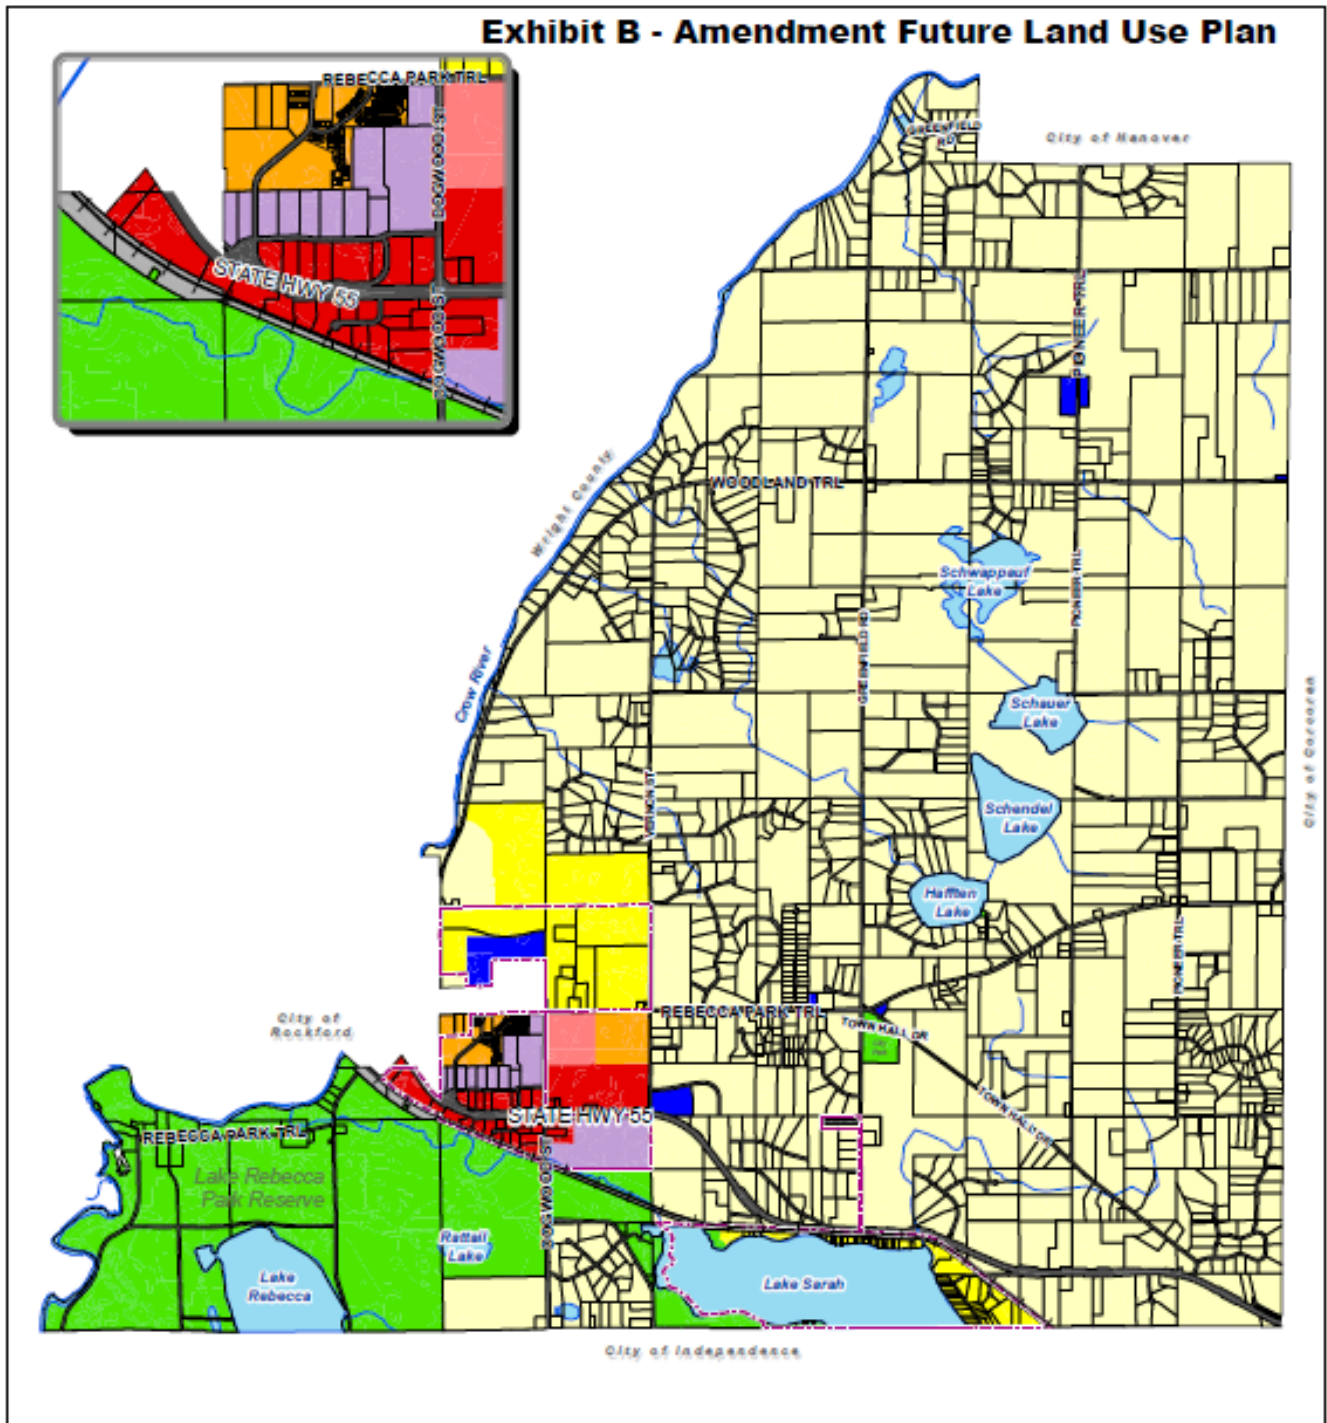 Exhibit B - Amendment Future Land Use Plan
REBECCA PARK TRL
DOGWOOD ST
STATE HWY 55
DOGWOOD ST
GREENFIELD
RD
City of Hanover
PIONEER TRL
WOODLAND TRL
Wright County
Schwappauf
Lake
PIONEER TRL
GREENFIELD RD
Crow River
Schauer
Lake
City of Corcoran
VERNON ST
Schendel
Lake
Hafften
Lake
PIONEER TRL
City of
Rockford
REBECCA PARK TRL
TOWN HALL DR
City
Park
TOWN HALL DR
STATE HWY 55
REBECCA PARK TRL
Lake Rebecca
Park Reserve
DOGWOOD ST
Rattail
Lake
Lake
Rebecca
Lake Sarah
City of Independence